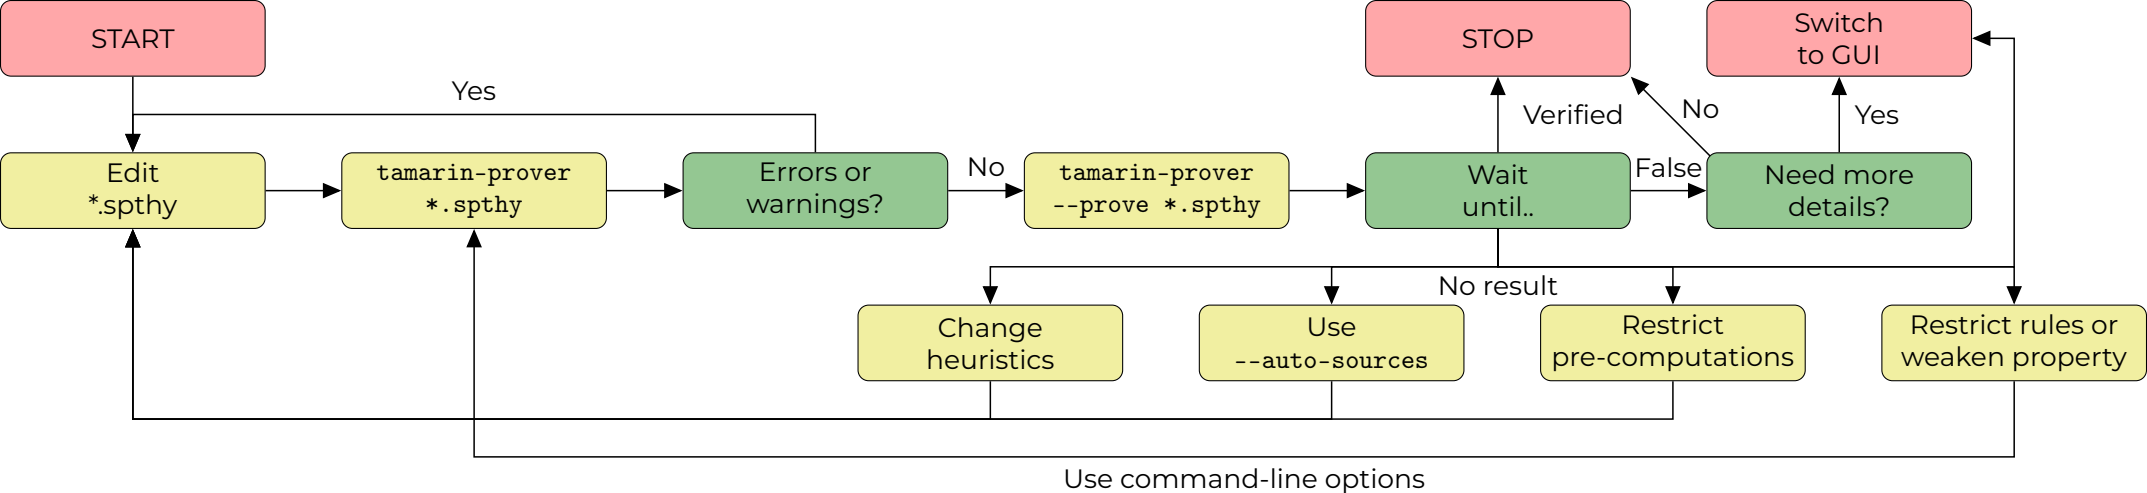 START
STOP
Switch
to GUI
Yes
Verified
No
Yes
Edit
*.spthy
tamarin-prover
*.spthy
Errors or
warnings?
No
tamarin-prover
--prove *.spthy
Wait
until..
False
Need more
details?
No result
Change
heuristics
Use
--auto-sources
Restrict
pre-computations
Restrict rules or
weaken property
Use command-line options